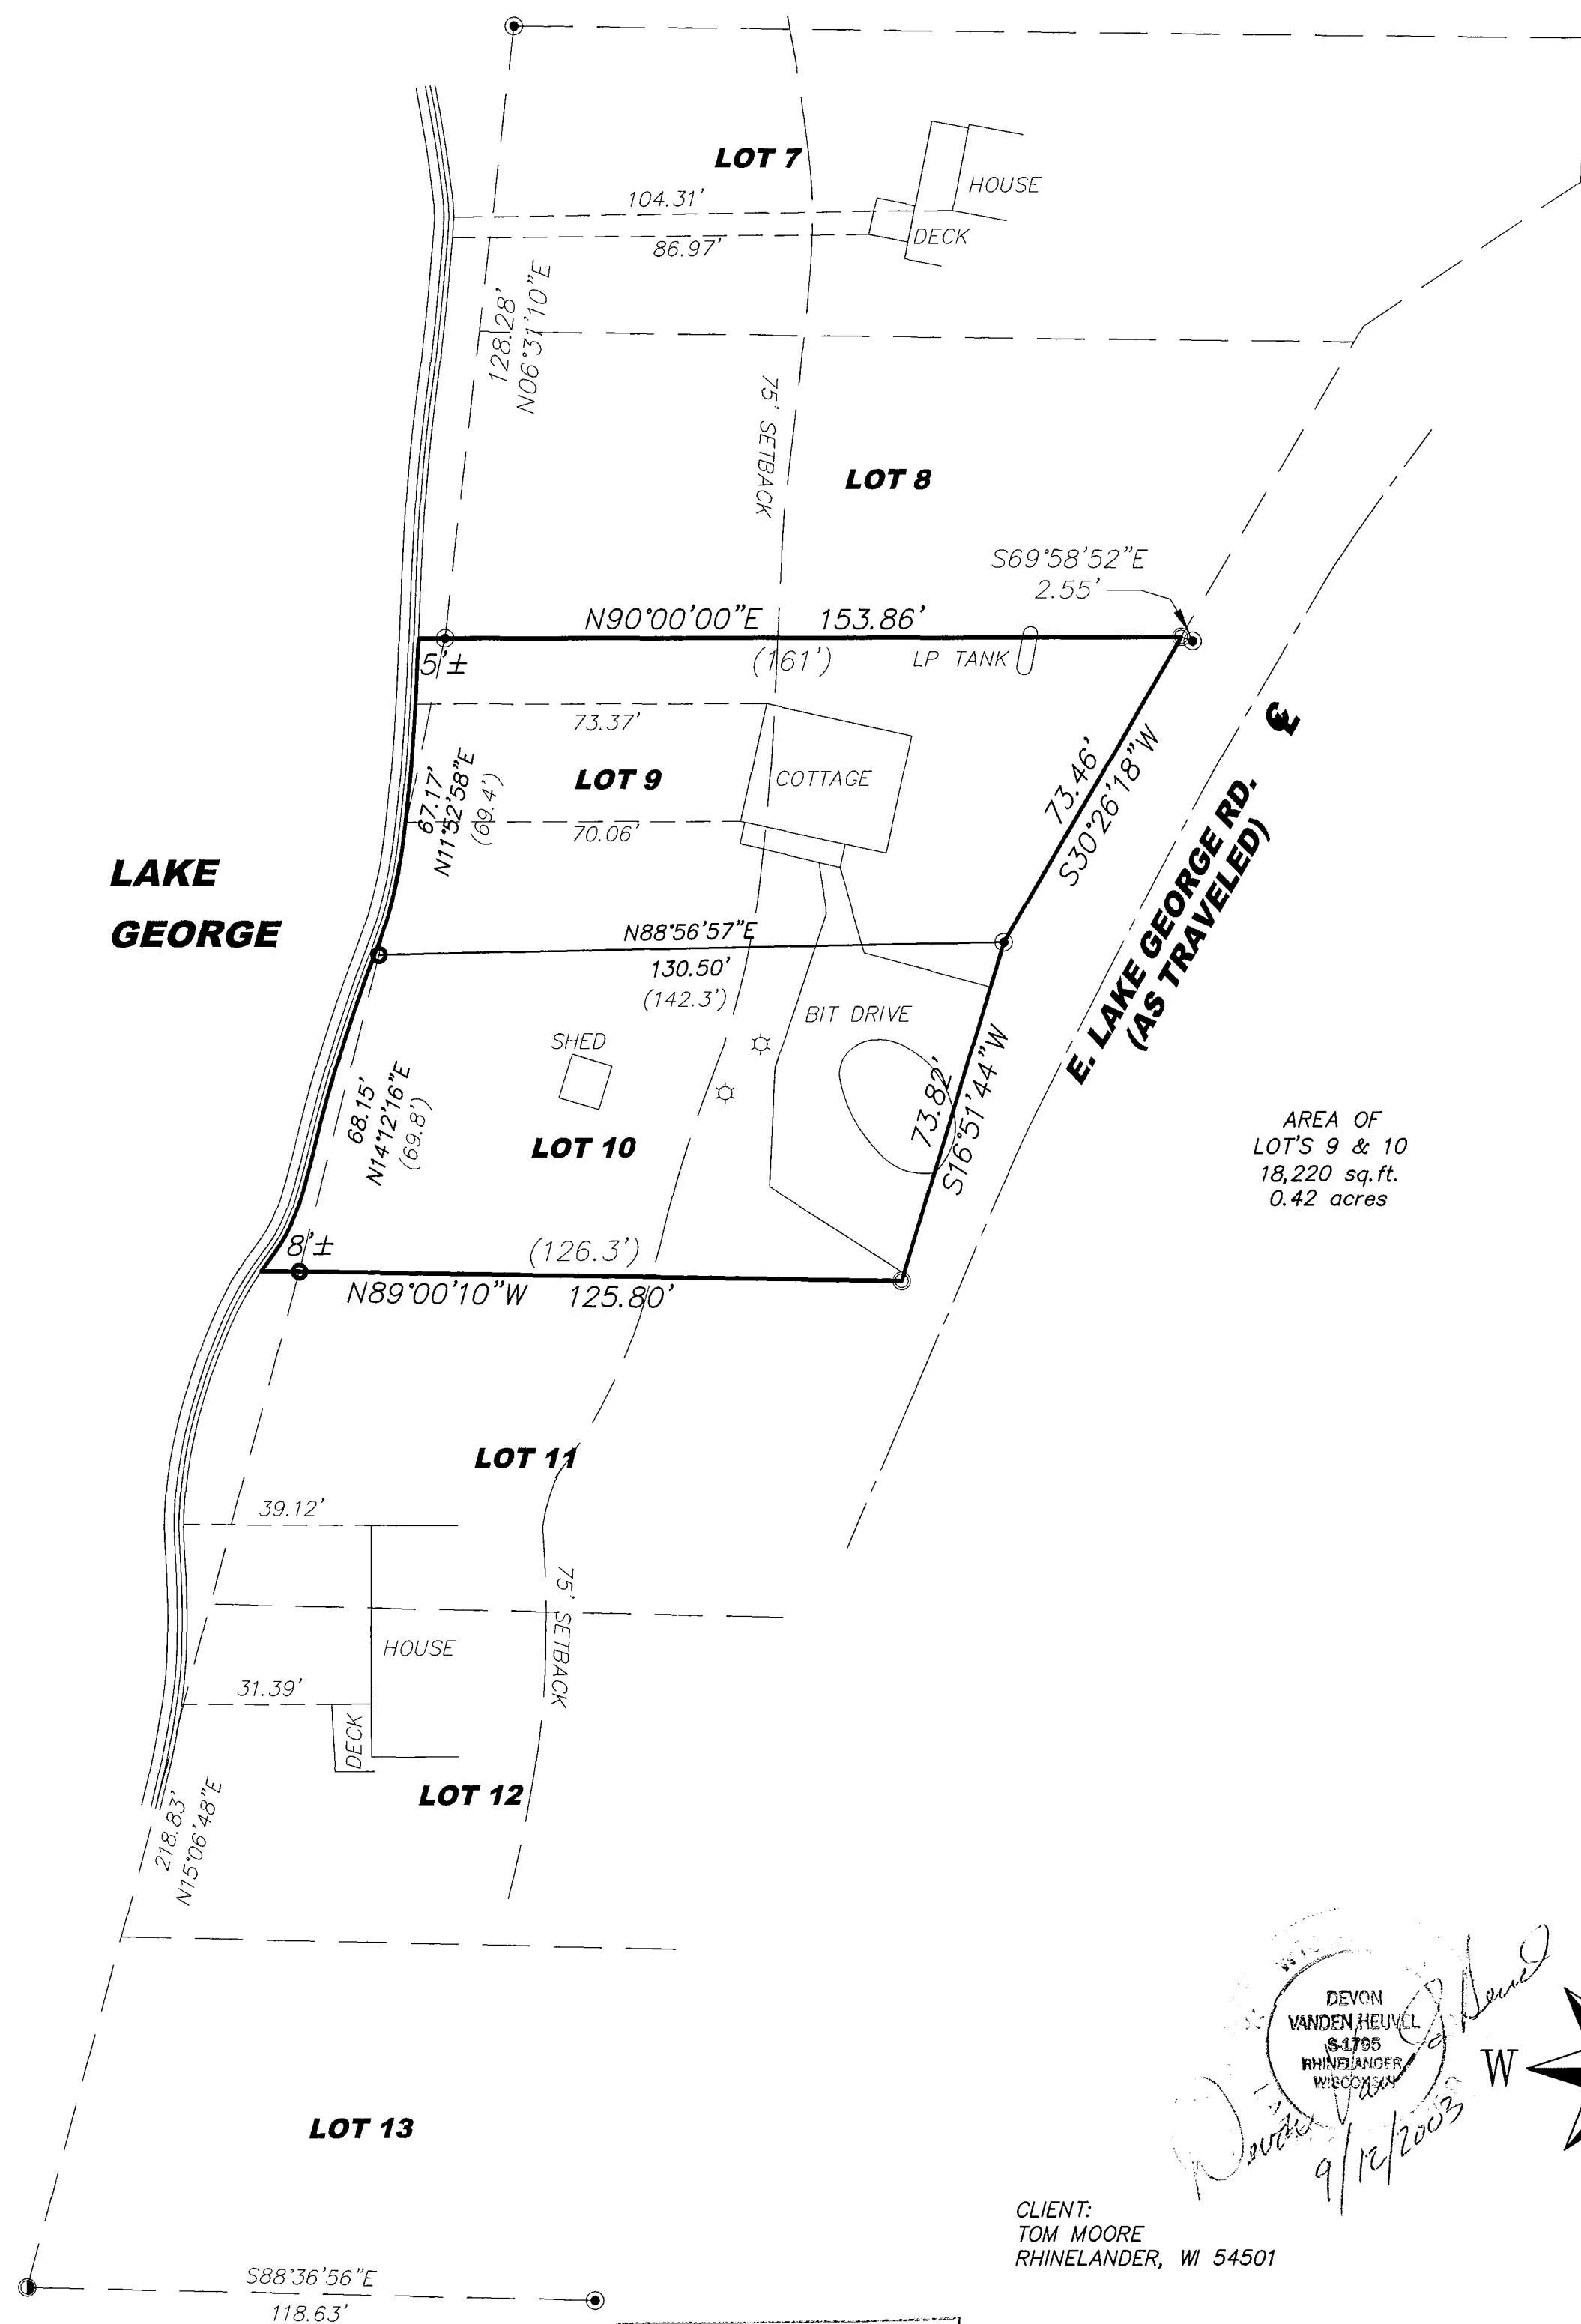 LOT 7
104.31'
HOUSE
86.97'
DECK
128.28'
N06°31'10"E
75' SETBACK
LOT 8
S69°58'52"E
2.55'
N90°00'00"E 153.86'
5'±
(161')
LP TANK
73.37'
67.17'
N11°52'58"E
(69.4')
LOT 9
COTTAGE
70.06'
73.46'
S30°26'18"W
℄
E. LAKE GEORGE RD.
(AS TRAVELED)
LAKE
GEORGE
N88°56'57"E
130.50'
(142.3')
BIT DRIVE
SHED
68.15'
N14°12'16"E
(69.8')
LOT 10
73.82'
S16°51'44"W
AREA OF
LOT'S 9 & 10
18,220 sq.ft.
0.42 acres
8'±
(126.3')
N89°00'10"W 125.80'
LOT 11
39.12'
75' SETBACK
HOUSE
31.39'
DECK
LOT 12
218.83'
N15°06'48"E
DEVON
VANDEN HEUVEL
S-1795
RHINELANDER
WISCONSIN
W
9/12/2003
LOT 13
CLIENT:
TOM MOORE
RHINELANDER, WI 54501
S88°36'56"E
118.63'